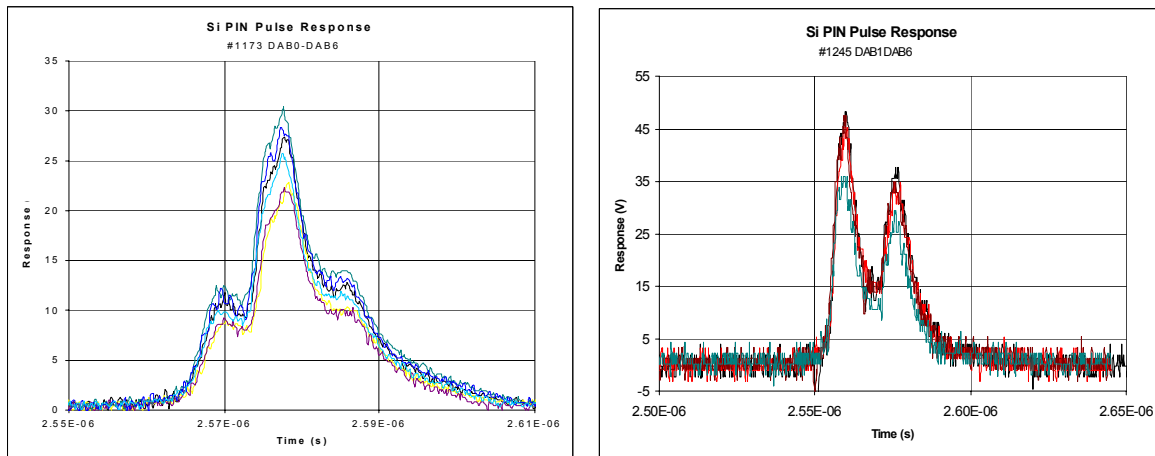 Si PIN Pulse Response
#1173 DAB0-DAB6
35
30
25
20
15
10
5
0
Response
2.55E-06 2.57E-06 2.59E-06 2.61E-06
Time (s)
Si PIN Pulse Response
#1245 DAB1DAB6
55
45
35
25
15
5
-5
Response (V)
2.50E-06 2.55E-06 2.60E-06 2.65E-06
Time (s)